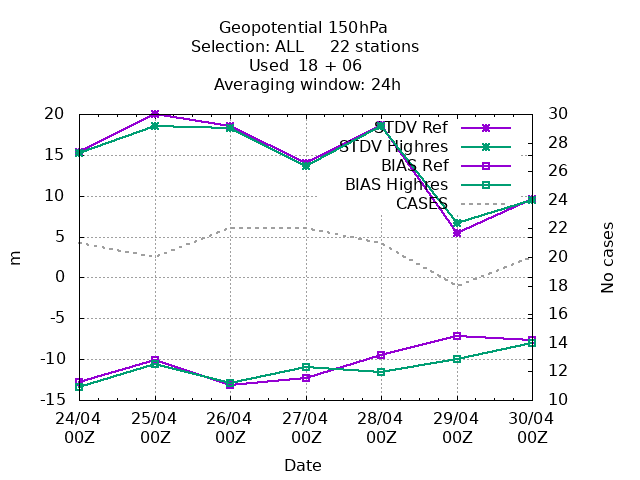 Geopotential 150hPa
Selection: ALL 22 stations
Used 18 + 06
Averaging window: 24h
20
15
10
5
0
-5
-10
-15
m
30
28
26
24
22
20
18
16
14
12
10
No cases
STDV Ref
STDV Highres
BIAS Ref
BIAS Highres
CASES
24/04 25/04 26/04 27/04 28/04 29/04 30/04
00Z 00Z 00Z 00Z 00Z 00Z 00Z
Date